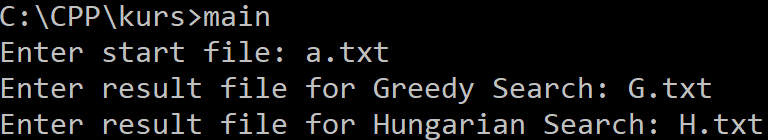 C:\CPP\kurs>main
Enter start file: a.txt
Enter result file for Greedy Search: G.txt
Enter result file for Hungarian Search: H.txt